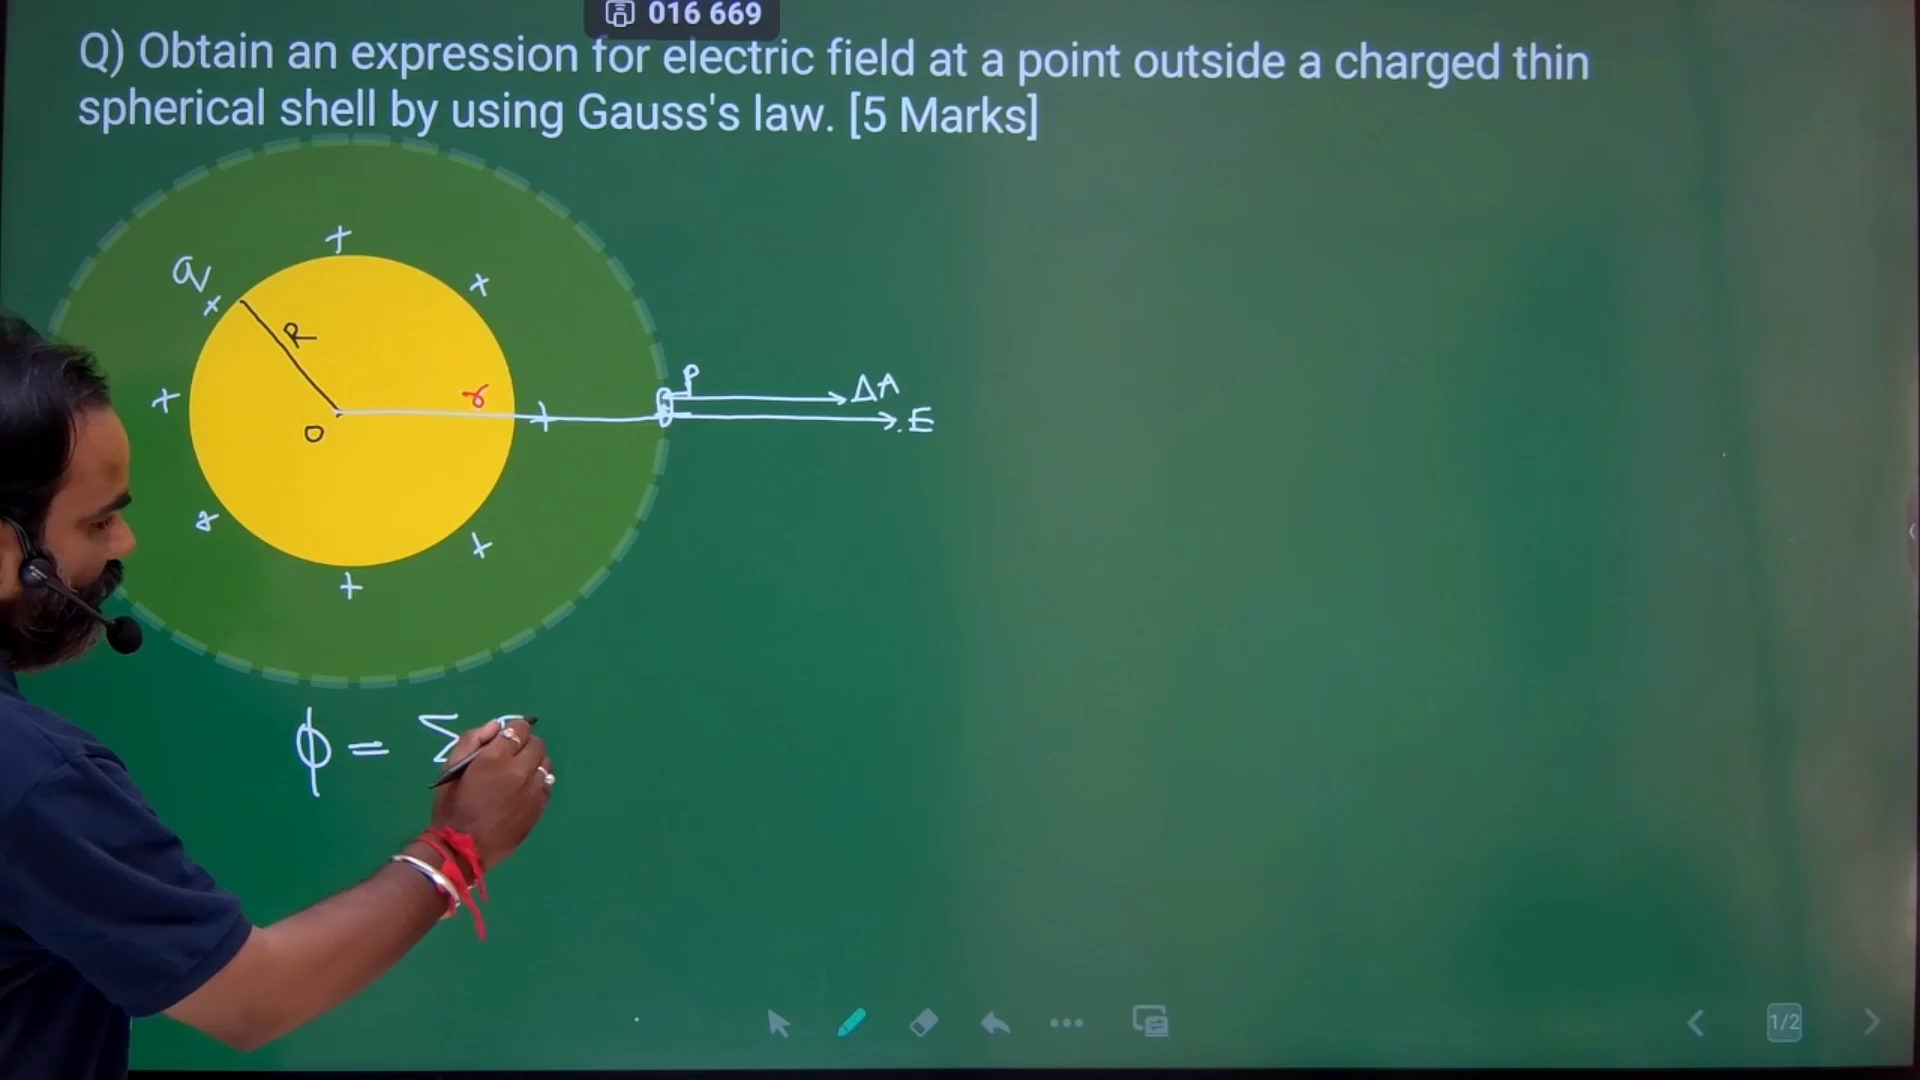 016 669
Q) Obtain an expression for electric field at a point outside a charged thin
spherical shell by using Gauss's law. [5 Marks]
+
q
+
+
R
+
P
r
ΔA
+
E
O
+
+
+
ϕ = Σ
1/2